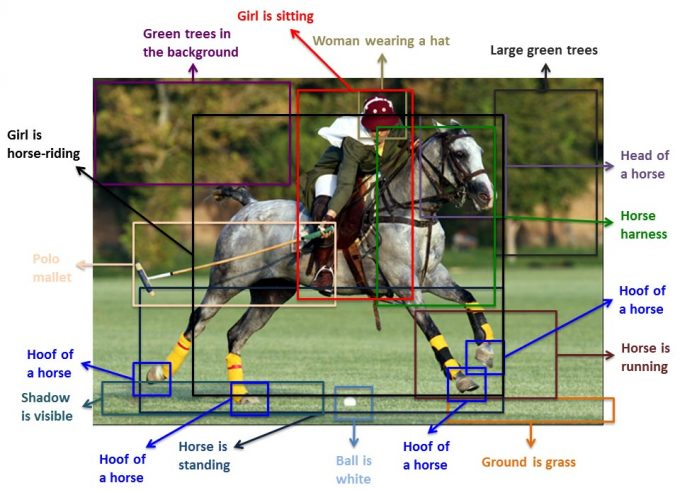 Girl is sitting
Green trees in
the background
Woman wearing a hat
Large green trees
Girl is
horse-riding
Head of
a horse
Horse
harness
Polo
mallet
Hoof of
a horse
Hoof of
a horse
Horse is
running
Shadow
is visible
Hoof of
a horse
Horse is
standing
Ball is
white
Hoof of
a horse
Ground is grass